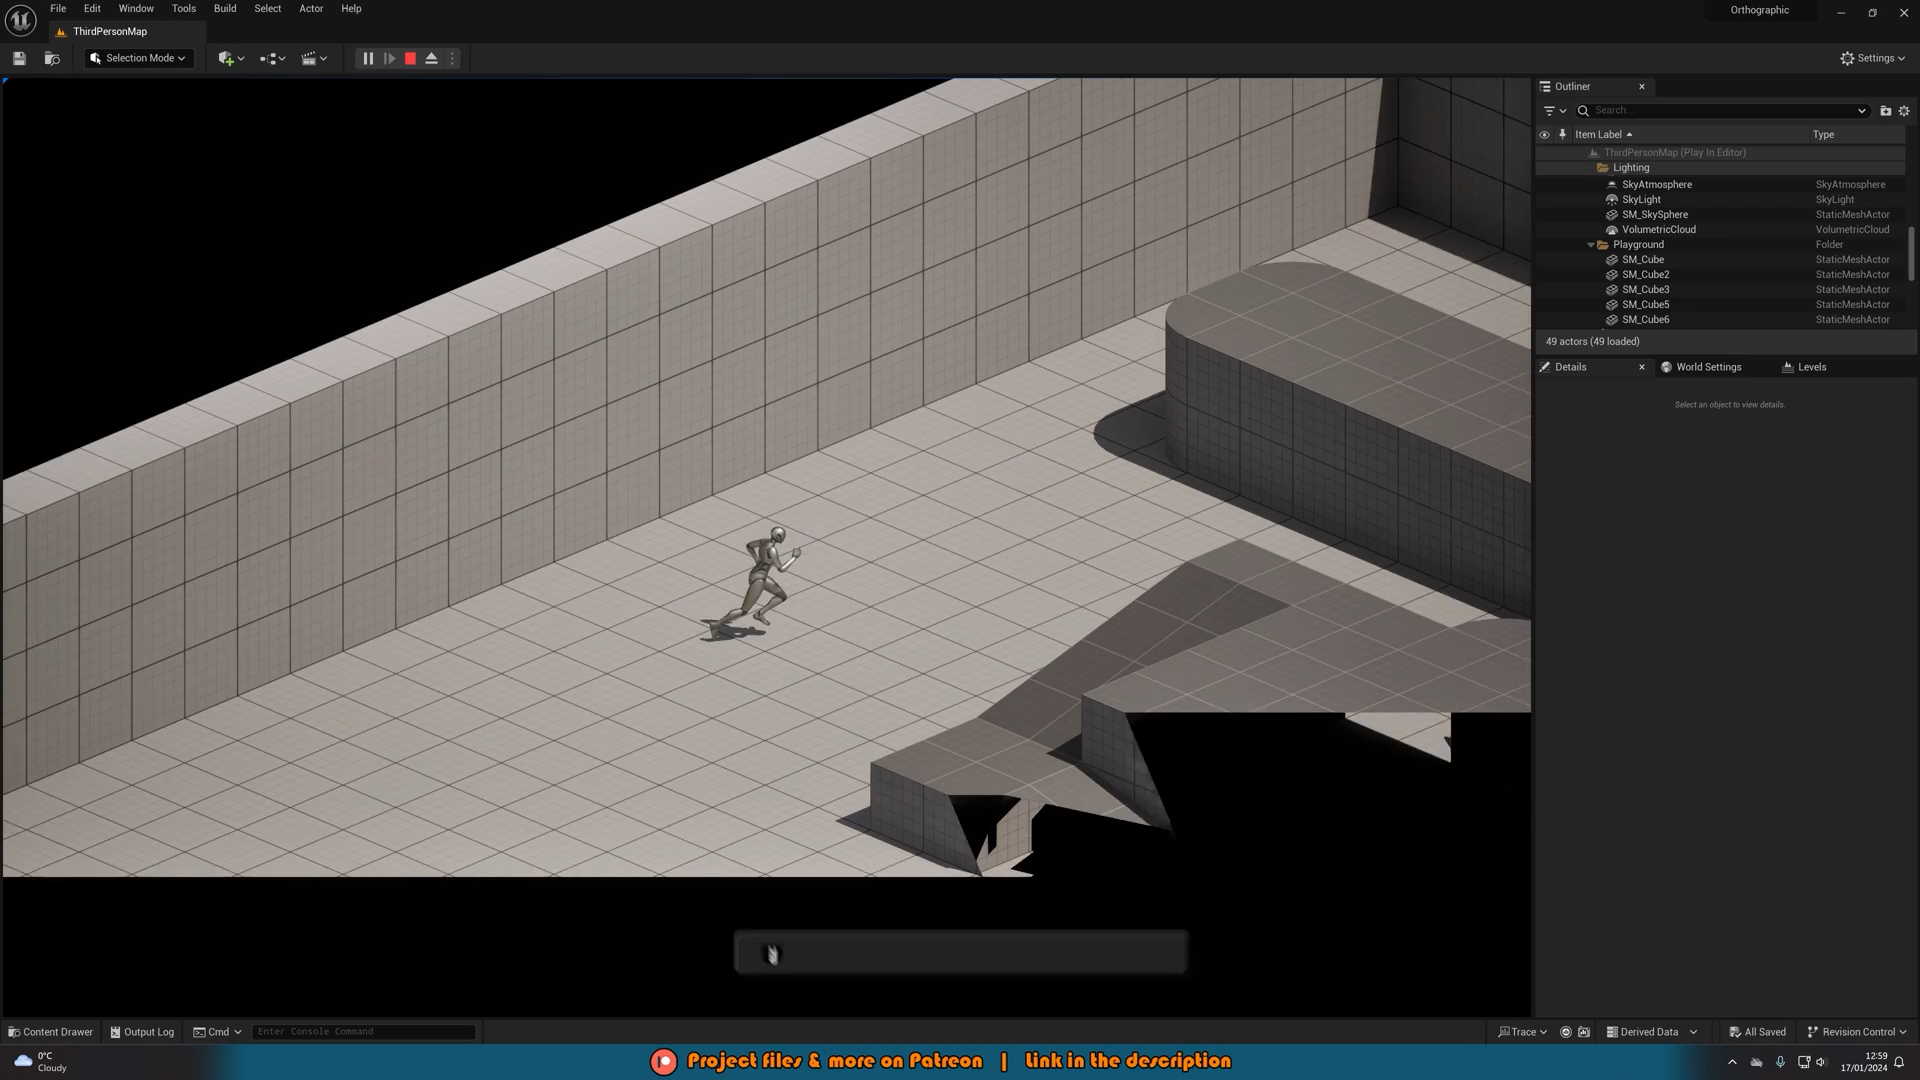 File Edit Window Tools Build Select Actor Help
Orthographic
ThirdPersonMap
Selection Mode
Settings
Outliner
Search...
Item Label Type
ThirdPersonMap (Play In Editor)
Lighting
SkyAtmosphere SkyAtmosphere
SkyLight SkyLight
SM_SkySphere StaticMeshActor
VolumetricCloud VolumetricCloud
Playground Folder
SM_Cube StaticMeshActor
SM_Cube2 StaticMeshActor
SM_Cube3 StaticMeshActor
SM_Cube5 StaticMeshActor
SM_Cube6 StaticMeshActor
49 actors (49 loaded)
Details World Settings Levels
Select an object to view details.
Content Drawer Output Log Cmd Enter Console Command Trace Derived Data All Saved Revision Control
0°C
Cloudy
Project files & more on Patreon | Link in the description
12:59
17/01/2024